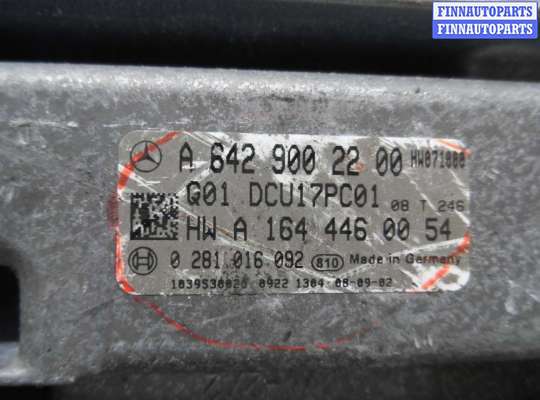 FINNAUTOPARTS
FINNAUTOPARTS
A 642 900 22 00 HW071000
Q01 DCU17PC01 08 T 246
HW A 164 446 00 54
0 281 016 092 810 Made in Germany
1039S30020 0922 1304 08-09-02